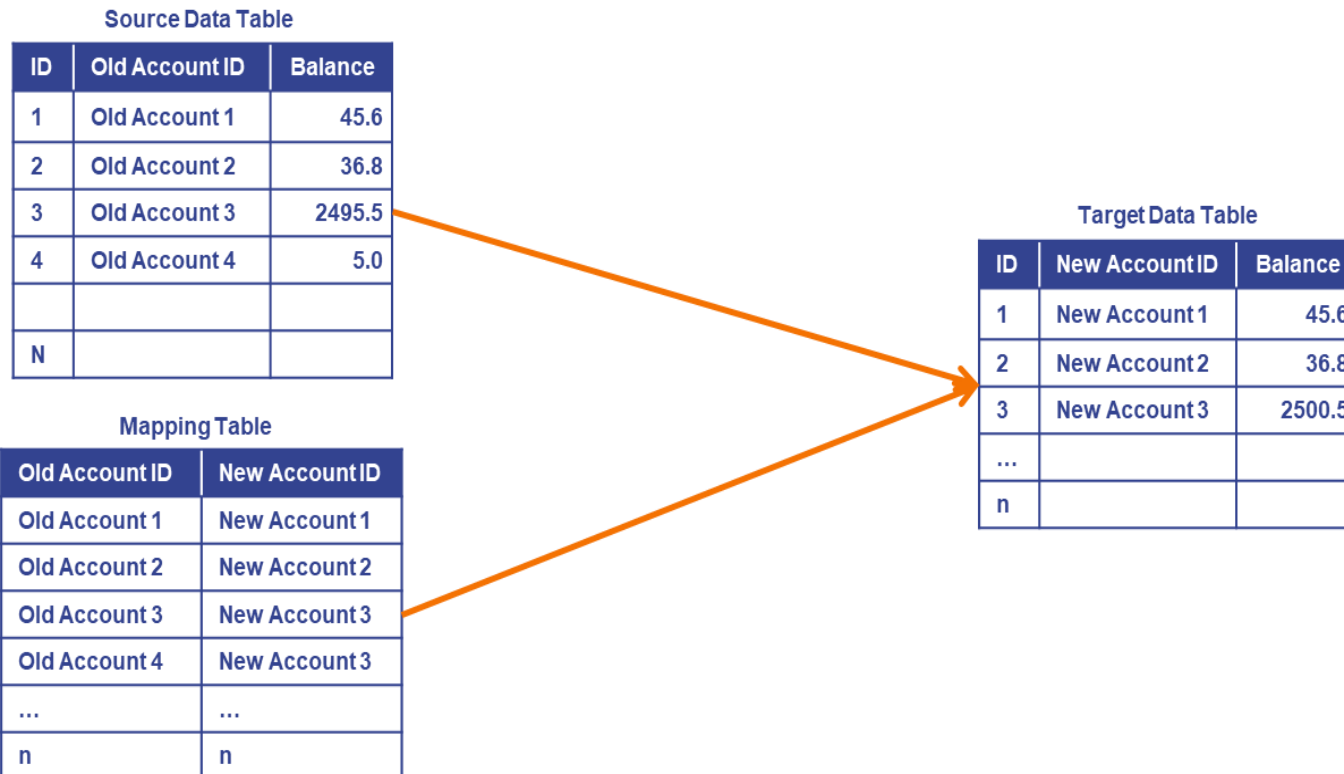 Source Data Table
ID Old Account ID Balance
1 Old Account 1 45.6
2 Old Account 2 36.8
3 Old Account 3 2495.5
4 Old Account 4 5.0
N
Mapping Table
Old Account ID New Account ID
Old Account 1 New Account 1
Old Account 2 New Account 2
Old Account 3 New Account 3
Old Account 4 New Account 3
... ...
n n
Target Data Table
ID New Account ID Balance
1 New Account 1 45.6
2 New Account 2 36.8
3 New Account 3 2500.5
...
n